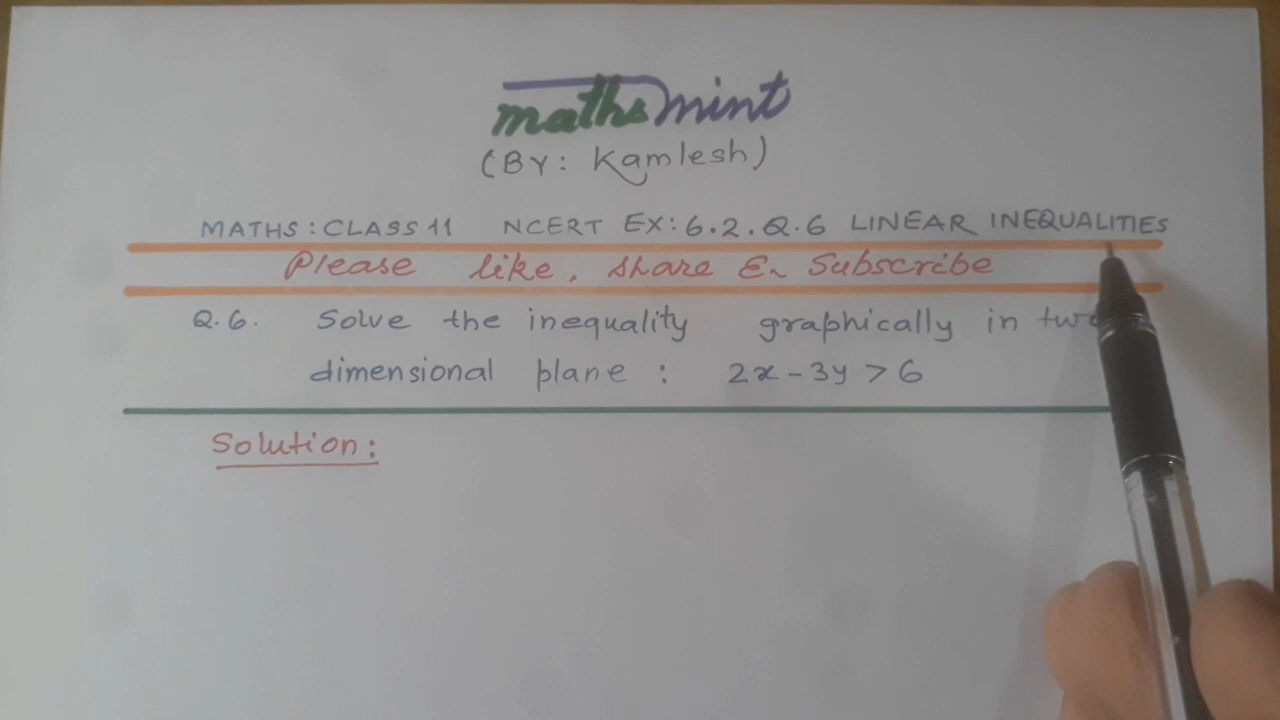 maths mint
(BY: Kamlesh)
MATHS: CLASS 11 NCERT EX: 6.2.Q.6 LINEAR INEQUALITIES
Please like, Share & Subscribe
Q.6. Solve the inequality graphically in two
dimensional plane : 2x - 3y > 6
Solution: